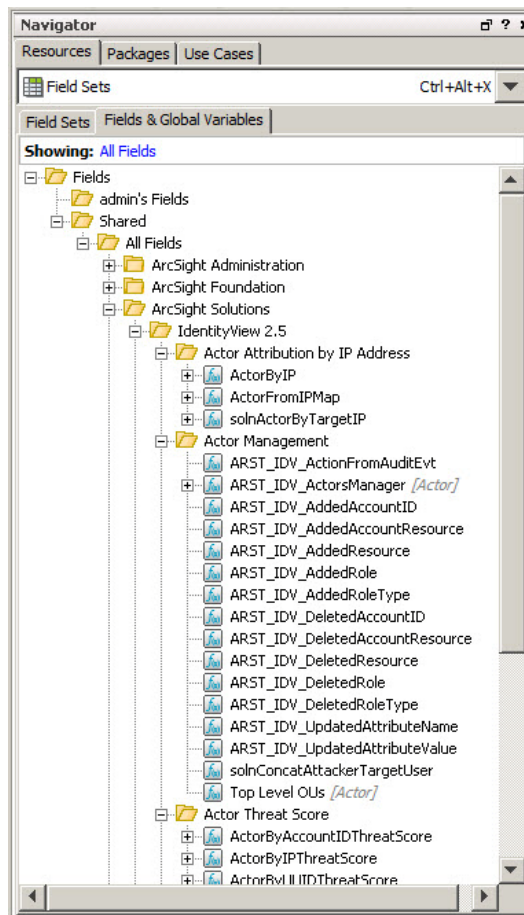 Navigator
Resources Packages Use Cases
Field Sets Ctrl+Alt+X
Field Sets Fields & Global Variables
Showing: All Fields
Fields
admin's Fields
Shared
All Fields
ArcSight Administration
ArcSight Foundation
ArcSight Solutions
IdentityView 2.5
Actor Attribution by IP Address
ActorByIP
ActorFromIPMap
solnActorByTargetIP
Actor Management
ARST_IDV_ActionFromAuditEvt
ARST_IDV_ActorsManager [Actor]
ARST_IDV_AddedAccountID
ARST_IDV_AddedAccountResource
ARST_IDV_AddedResource
ARST_IDV_AddedRole
ARST_IDV_AddedRoleType
ARST_IDV_DeletedAccountID
ARST_IDV_DeletedAccountResource
ARST_IDV_DeletedResource
ARST_IDV_DeletedRole
ARST_IDV_DeletedRoleType
ARST_IDV_UpdatedAttributeName
ARST_IDV_UpdatedAttributeValue
solnConcatAttackerTargetUser
Top Level OUs [Actor]
Actor Threat Score
ActorByAccountIDThreatScore
ActorByIPThreatScore
ActorByUUIDThreatScore